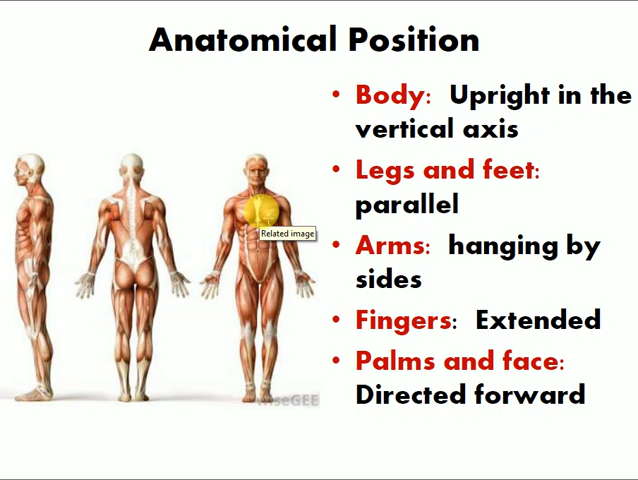 Anatomical Position
• Body: Upright in the
vertical axis
• Legs and feet:
parallel
• Arms: hanging by
sides
• Fingers: Extended
• Palms and face:
Directed forward
Related image
wiseGEE